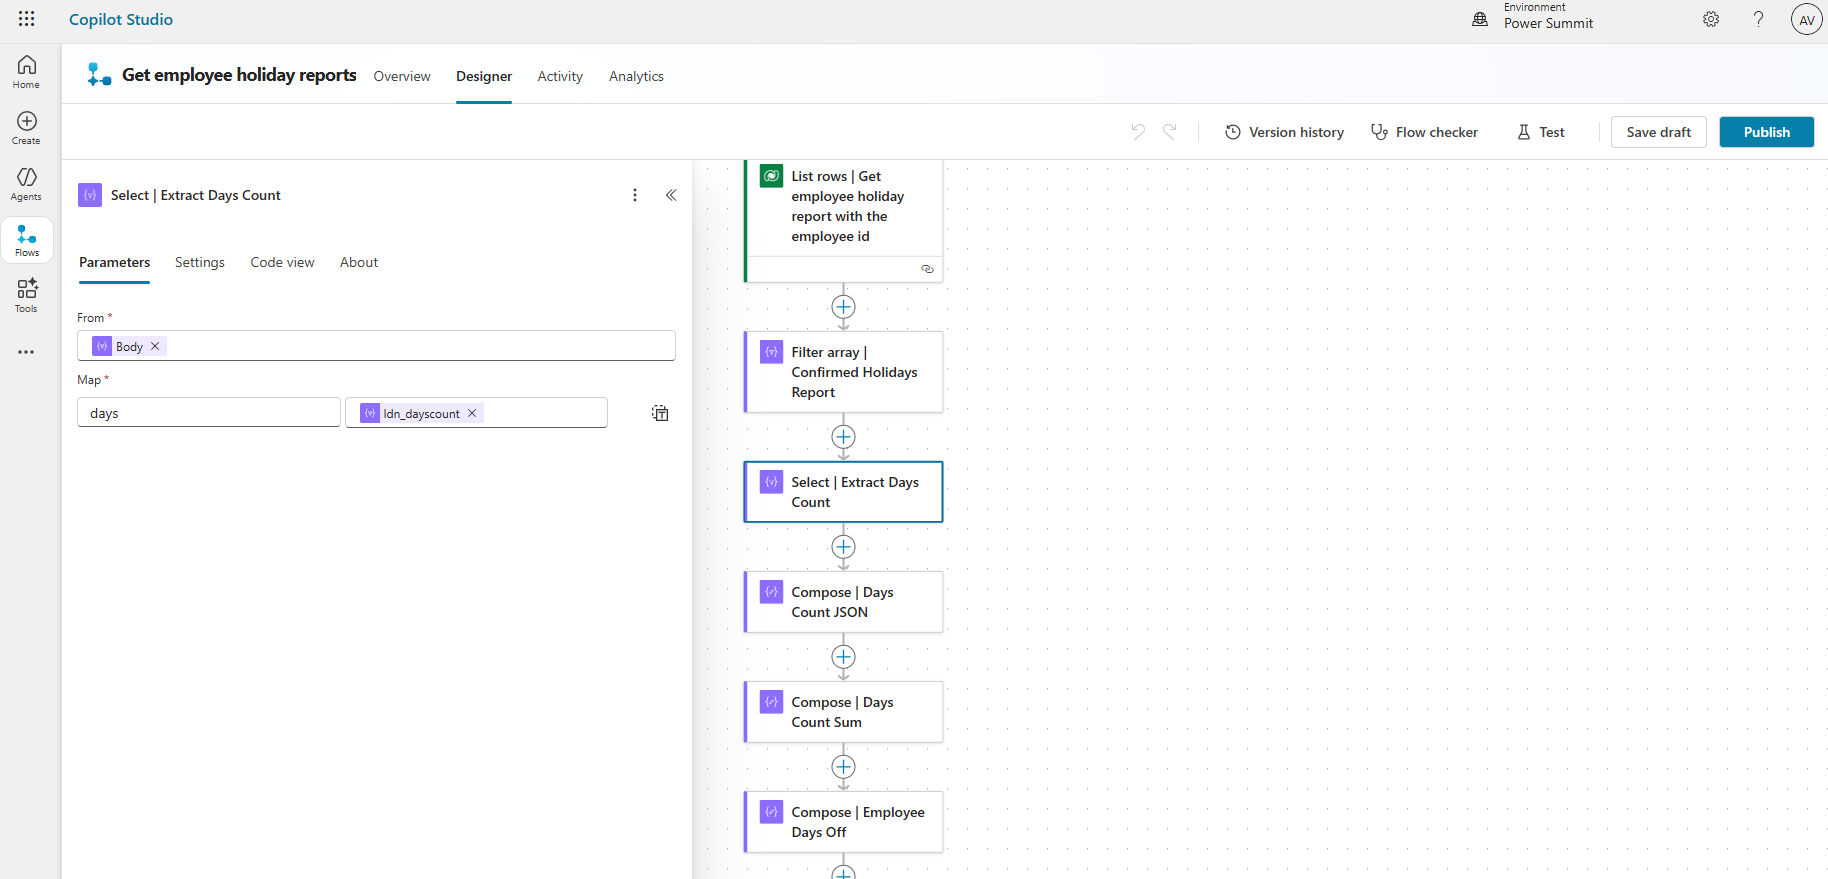 Copilot Studio
Environment
Power Summit
AV
Home
Create
Agents
Flows
Tools
Get employee holiday reports
Overview
Designer
Activity
Analytics
Version history
Flow checker
Test
Save draft
Publish
Select | Extract Days Count
Parameters
Settings
Code view
About
From *
Body
Map *
days
ldn_dayscount
List rows | Get
employee holiday
report with the
employee id
Filter array |
Confirmed Holidays
Report
Select | Extract Days
Count
Compose | Days
Count JSON
Compose | Days
Count Sum
Compose | Employee
Days Off